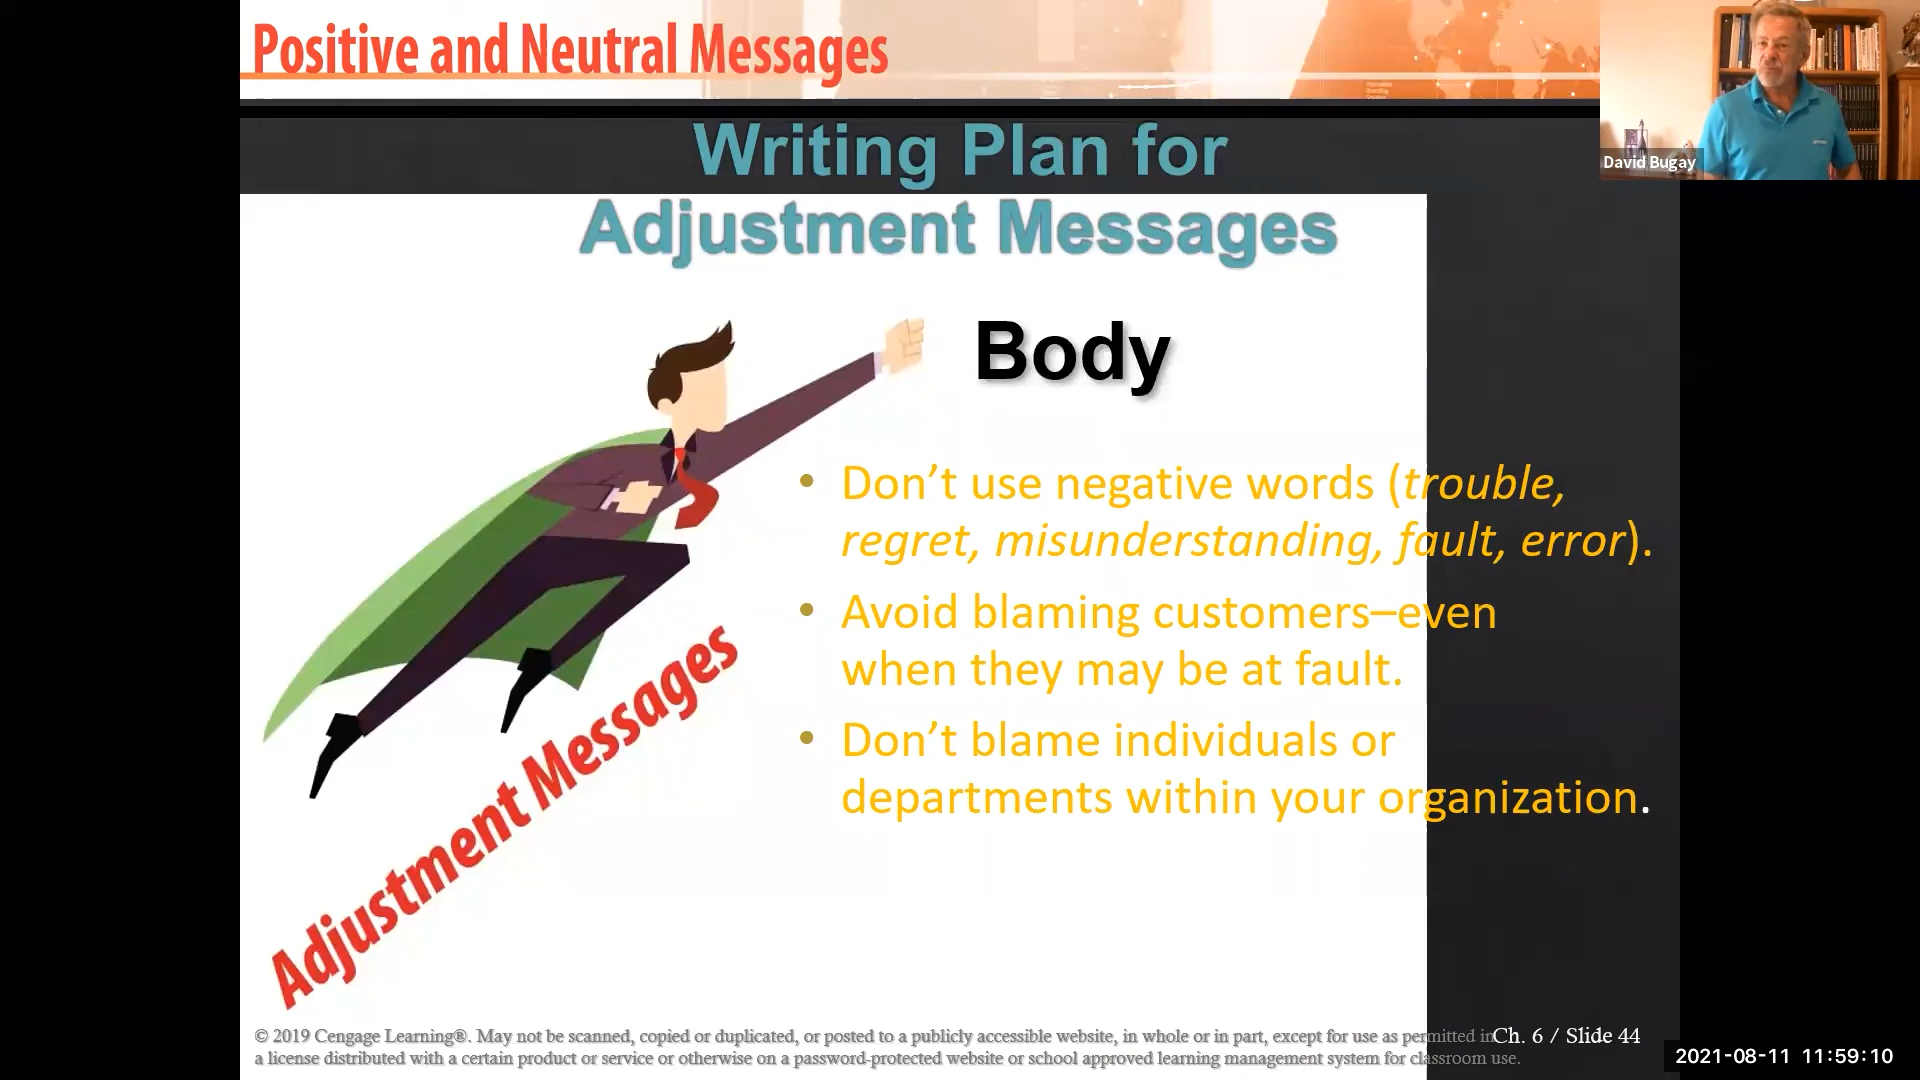 Positive and Neutral Messages
David Bugay
Writing Plan for
Adjustment Messages
Body
• Don’t use negative words (trouble,
regret, misunderstanding, fault, error).
• Avoid blaming customers–even
when they may be at fault.
• Don’t blame individuals or
departments within your organization.
Adjustment Messages
© 2019 Cengage Learning®. May not be scanned, copied or duplicated, or posted to a publicly accessible website, in whole or in part, except for use as permitted in
a license distributed with a certain product or service or otherwise on a password-protected website or school approved learning management system for classroom use.
Ch. 6 / Slide 44
2021-08-11 11:59:10